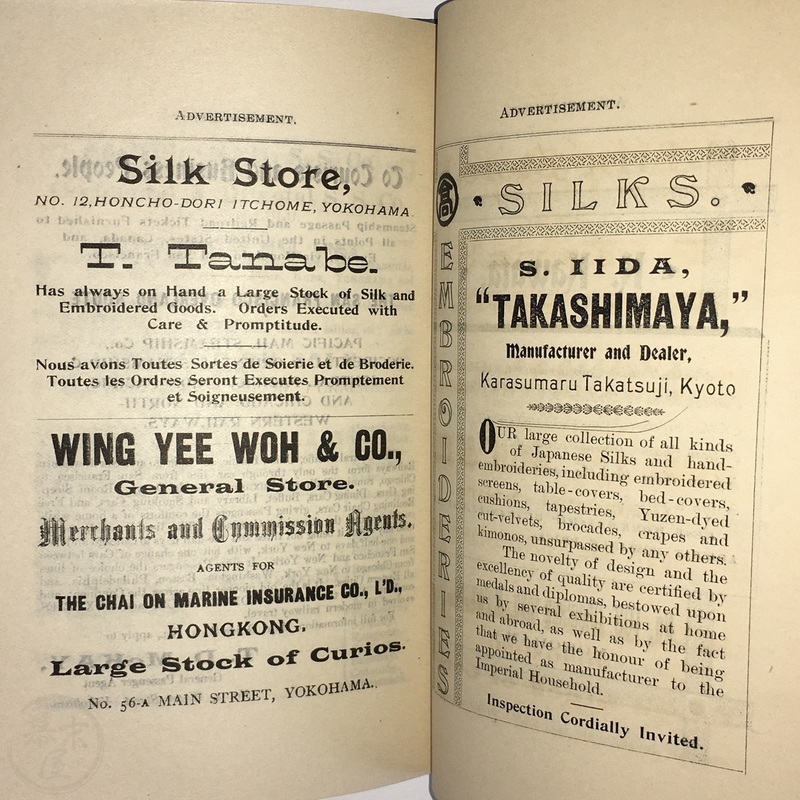 ADVERTISEMENT.
Silk Store,
NO. 12, HONCHO-DORI ITCHOME, YOKOHAMA
T. Tanabe.
Has always on Hand a Large Stock of Silk and
Embroidered Goods. Orders Executed with
Care & Promptitude.
Nous avons Toutes Sortes de Soierie et de Broderie.
Toutes les Ordres Seront Executes Promptement
et Soigneusement.
WING YEE WOH & CO.,
General Store.
Merchants and Commission Agents.
AGENTS FOR
THE CHAI ON MARINE INSURANCE CO., L'D.,
HONGKONG.
Large Stock of Curios.
No. 56-A MAIN STREET, YOKOHAMA.
ADVERTISEMENT.
髙
SILKS.
EMBROIDERIES
S. IIDA,
"TAKASHIMAYA,"
Manufacturer and Dealer,
Karasumaru Takatsuji, Kyoto
OUR large collection of all kinds
of Japanese Silks and hand-
embroideries, including embroidered
screens, table-covers, bed-covers,
cushions, tapestries, Yuzen-dyed
cut-velvets, brocades, crapes and
kimonos, unsurpassed by any others.
The novelty of design and the
excellency of quality are certified by
medals and diplomas, bestowed upon
us by several exhibitions at home
and abroad, as well as by the fact
that we have the honour of being
appointed as manufacturer to the
Imperial Household.
Inspection Cordially Invited.